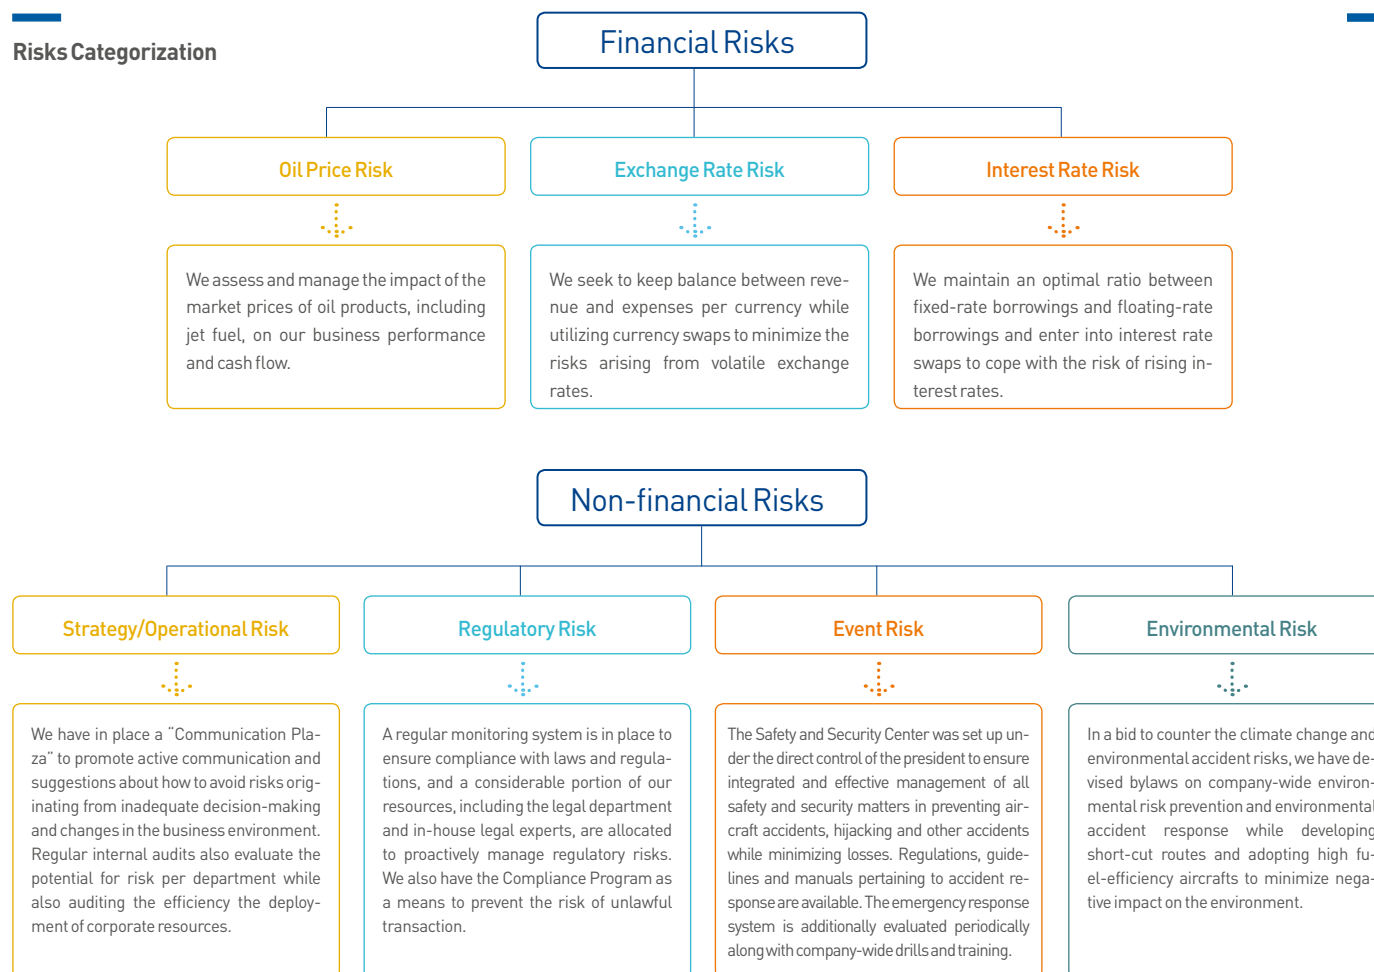 Risks Categorization
Financial Risks
Oil Price Risk
We assess and manage the impact of the
market prices of oil products, including
jet fuel, on our business performance
and cash flow.
Exchange Rate Risk
We seek to keep balance between reve-
nue and expenses per currency while
utilizing currency swaps to minimize the
risks arising from volatile exchange
rates.
Interest Rate Risk
We maintain an optimal ratio between
fixed-rate borrowings and floating-rate
borrowings and enter into interest rate
swaps to cope with the risk of rising in-
terest rates.
Non-financial Risks
Strategy/Operational Risk
We have in place a “Communication Pla-
za” to promote active communication and
suggestions about how to avoid risks orig-
inating from inadequate decision-making
and changes in the business environment.
Regular internal audits also evaluate the
potential for risk per department while
also auditing the efficiency the deploy-
ment of corporate resources.
Regulatory Risk
A regular monitoring system is in place to
ensure compliance with laws and regula-
tions, and a considerable portion of our
resources, including the legal department
and in-house legal experts, are allocated
to proactively manage regulatory risks.
We also have the Compliance Program as
a means to prevent the risk of unlawful
transaction.
Event Risk
The Safety and Security Center was set up un-
der the direct control of the president to ensure
integrated and effective management of all
safety and security matters in preventing air-
craft accidents, hijacking and other accidents
while minimizing losses. Regulations, guide-
lines and manuals pertaining to accident re-
sponse are available. The emergency response
system is additionally evaluated periodically
along with company-wide drills and training.
Environmental Risk
In a bid to counter the climate change and
environmental accident risks, we have de-
vised bylaws on company-wide environ-
mental risk prevention and environmental
accident response while developing
short-cut routes and adopting high fu-
el-efficiency aircrafts to minimize nega-
tive impact on the environment.